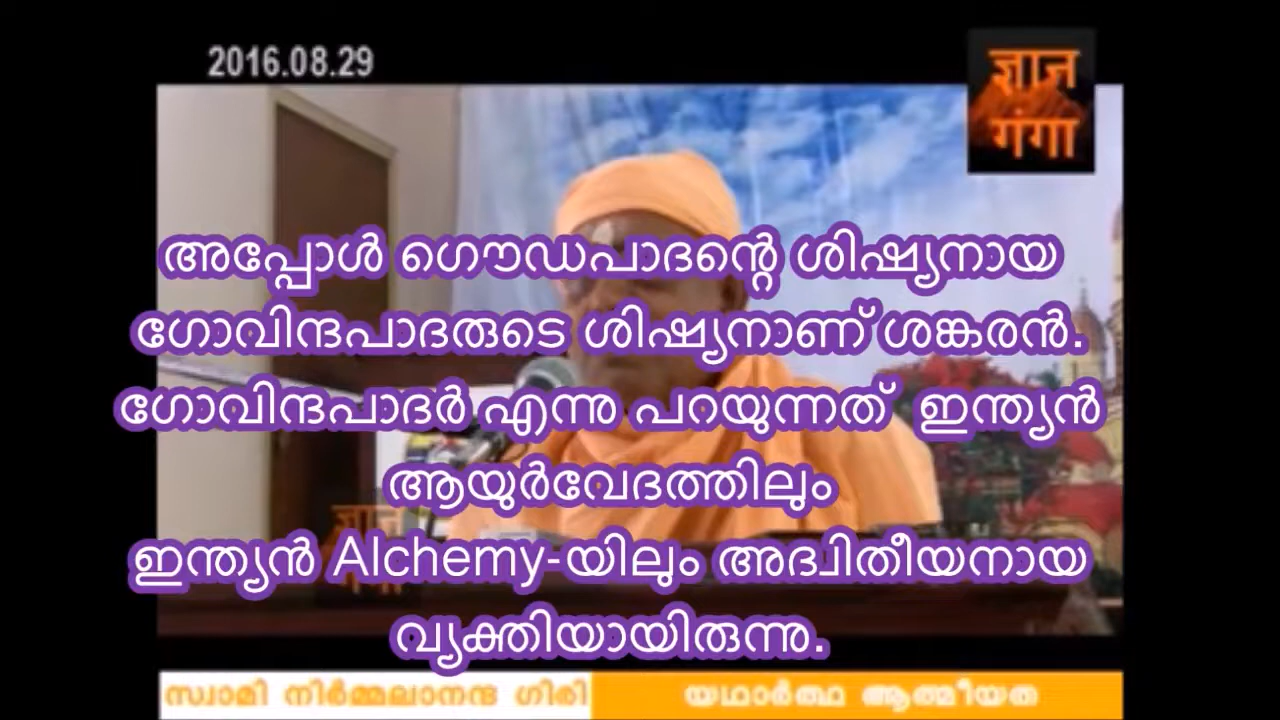 2016.08.29
ज्ञान
गंगा
അപ്പോൾ ഗൌഡപാദന്റെ ശിഷ്യനായ
ഗോവിന്ദപാദരുടെ ശിഷ്യനാണ് ശങ്കരൻ.
ഗോവിന്ദപാദർ എന്നു പറയുന്നത് ഇന്ത്യൻ
ആയുർവേദത്തിലും
ഇന്ത്യൻ Alchemy-യിലും അദ്വിതീയനായ
വ്യക്തിയായിരുന്നു.
ज्ञान
गंगा
സ്വാമി നിർമ്മലാനന്ദ ഗിരി
യഥാർത്ഥ ആത്മീയത